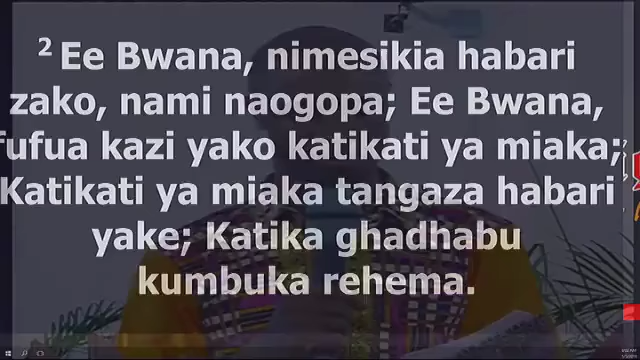 2 Ee Bwana, nimesikia habari
zako, nami naogopa; Ee Bwana,
fufua kazi yako katikati ya miaka;
Katikati ya miaka tangaza habari
yake; Katika ghadhabu
kumbuka rehema.